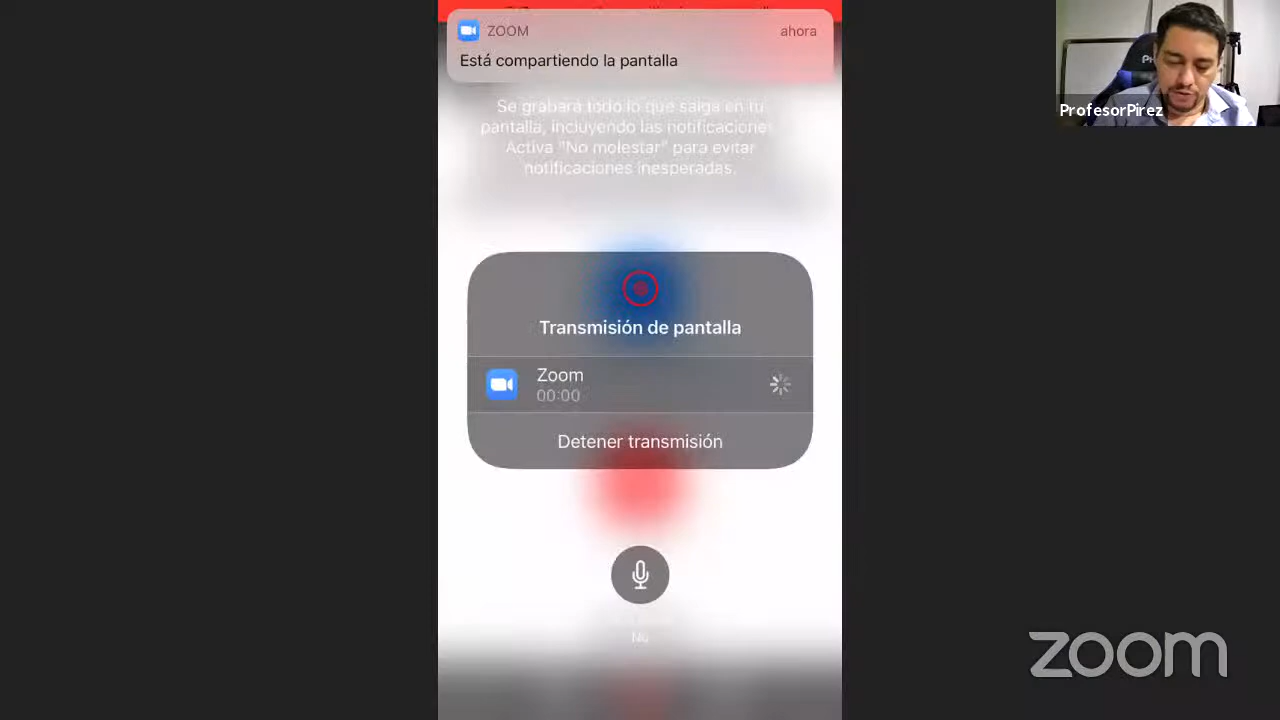 ZOOM
ahora
Está compartiendo la pantalla
Se grabará todo lo que salga en tu
pantalla, incluyendo las notificaciones
Activa "No molestar" para evitar
notificaciones inesperadas.
Transmisión de pantalla
Zoom
00:00
Detener transmisión
No
ProfesorPirez
zoom